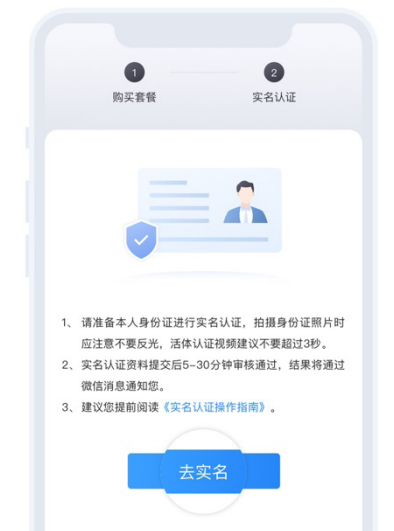 1 2
购买套餐 实名认证
1、 请准备本人身份证进行实名认证，拍摄身份证照片时
应注意不要反光，活体认证视频建议不要超过3秒。
2、 实名认证资料提交后5-30分钟审核通过，结果将通过
微信消息通知您。
3、 建议您提前阅读《实名认证操作指南》。
去实名